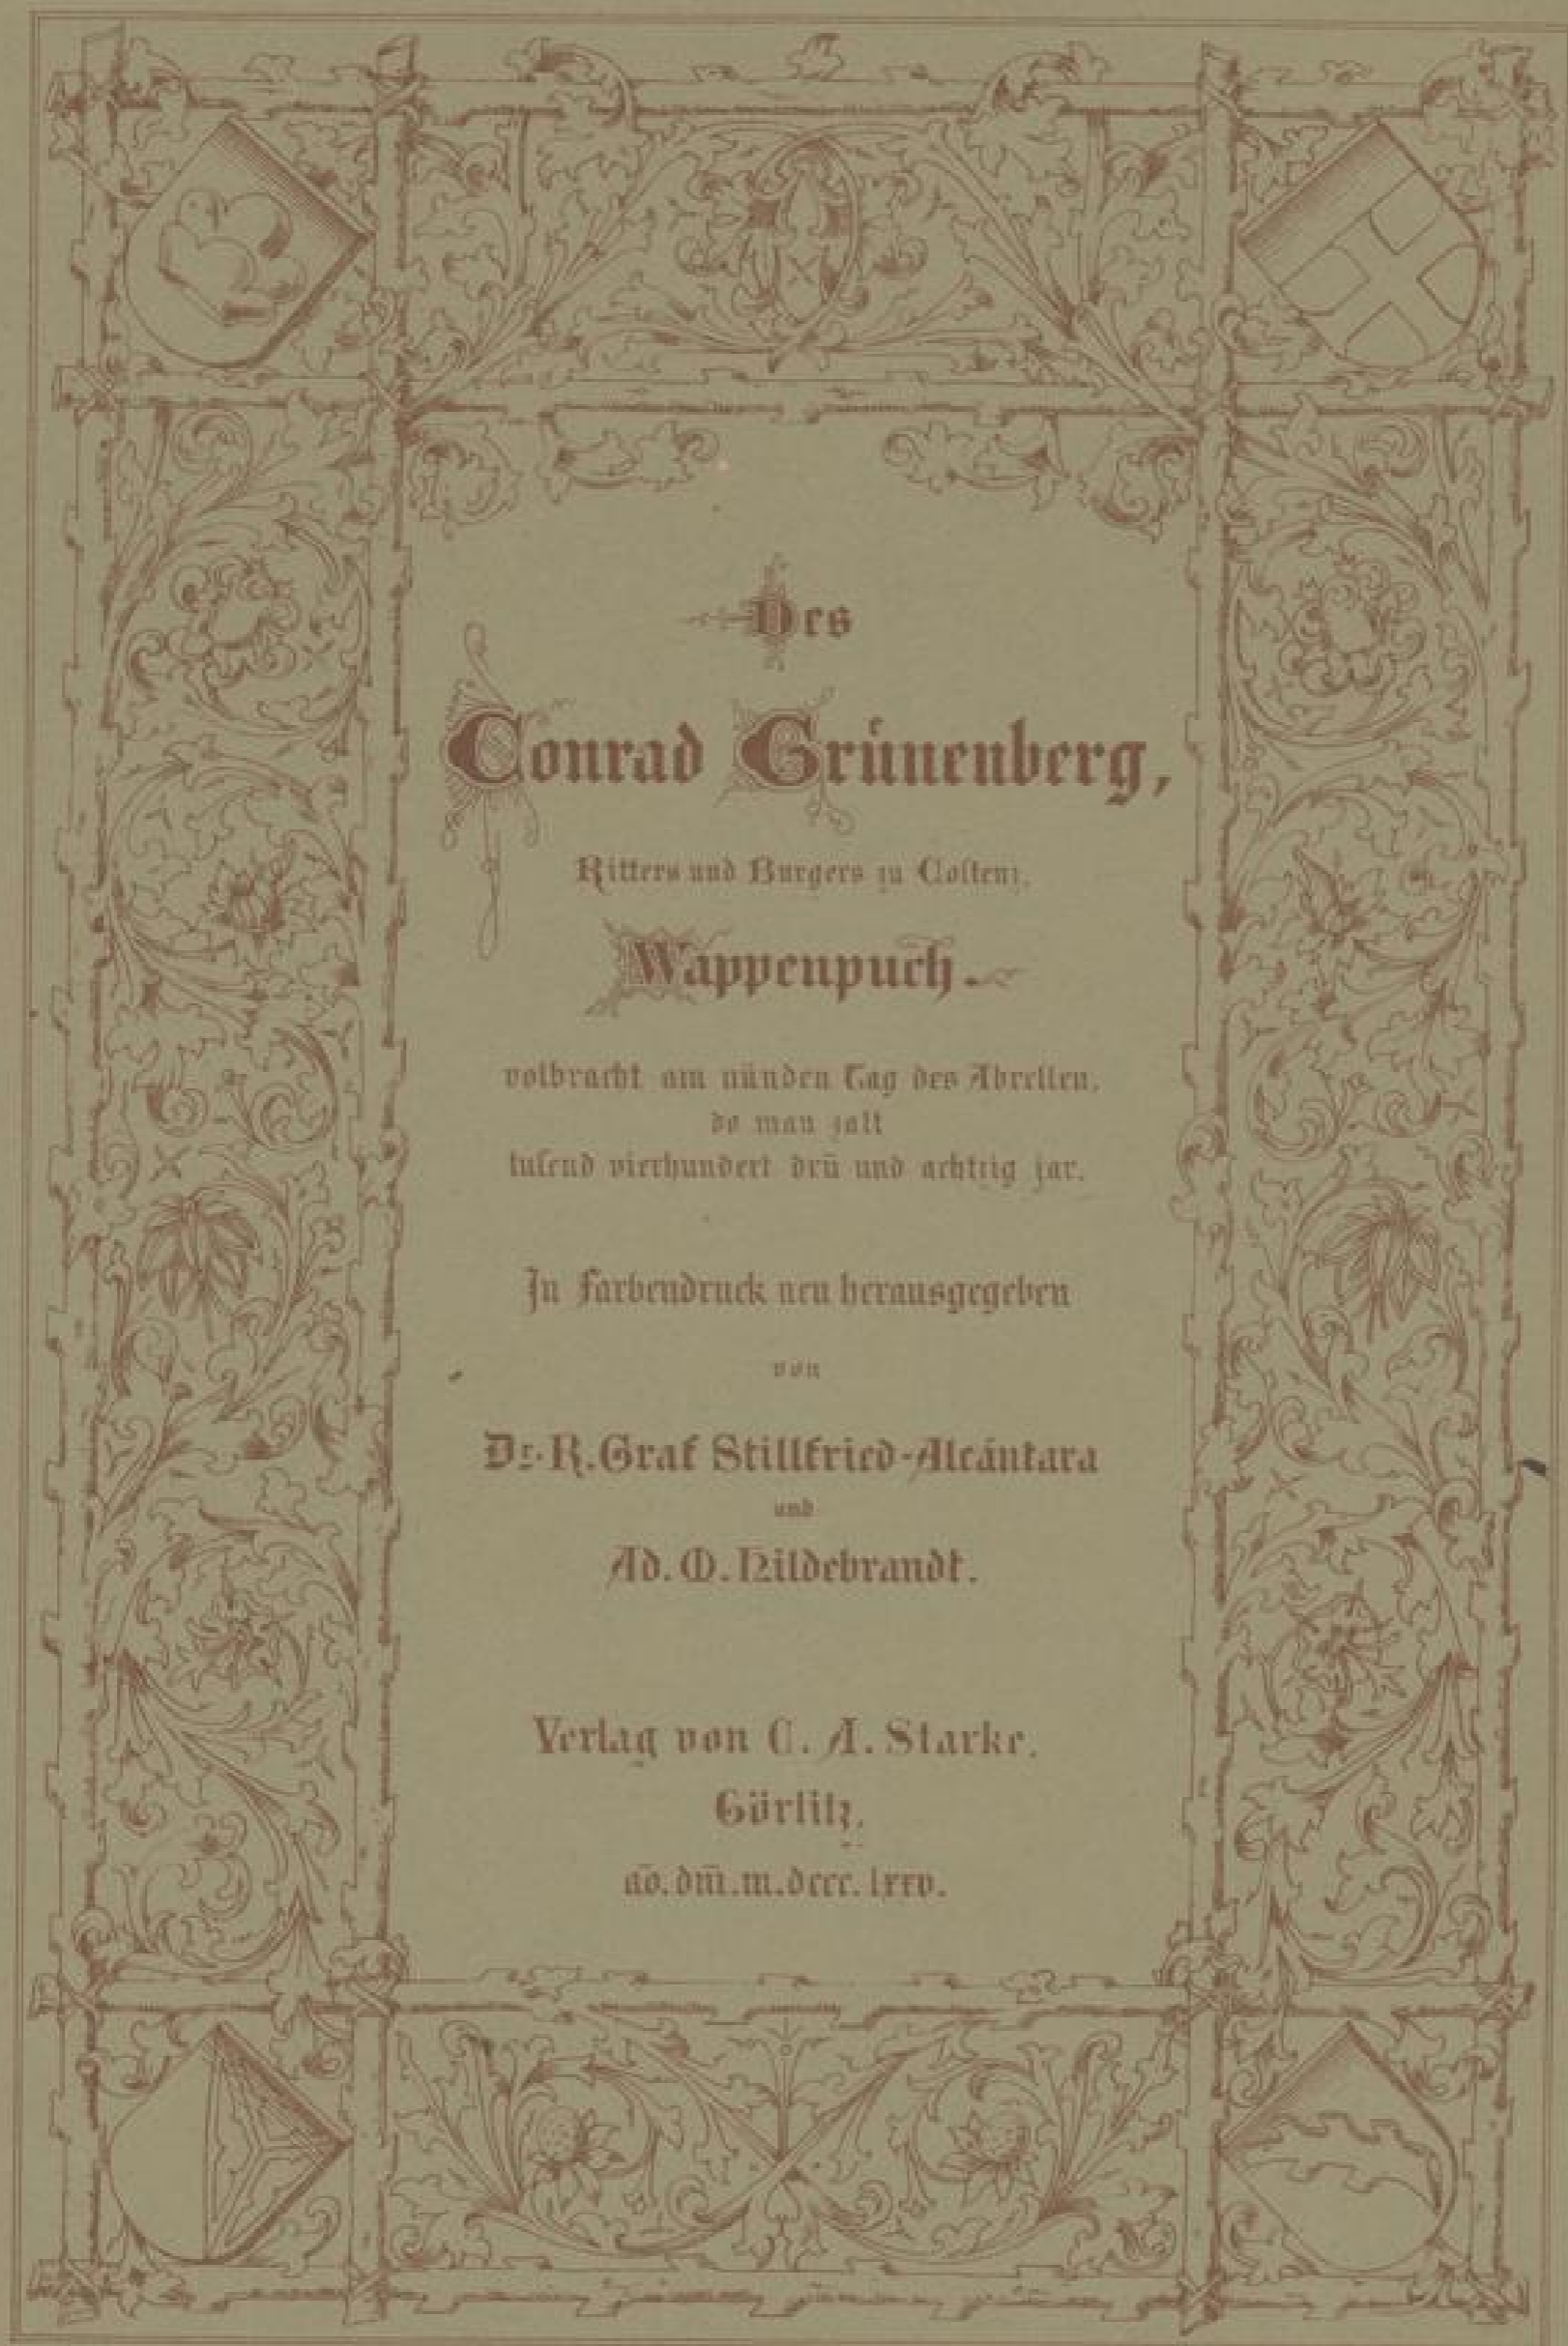 Des
Conrad Grünenberg,
Ritters und Burgers zu Costenz,
Wappenpuch.
volbracht am nünden Tag des Abrellen,
do man zalt
tusend vierhundert drü und achtzig jar.
In Farbendruck neu herausgegeben
von
Dr. R. Graf Stillfried-Alcántara
und
Ad. M. Hildebrandt.
Verlag von C. A. Starke,
Görlitz,
aō. dm̄. m. dccc. lxxv.